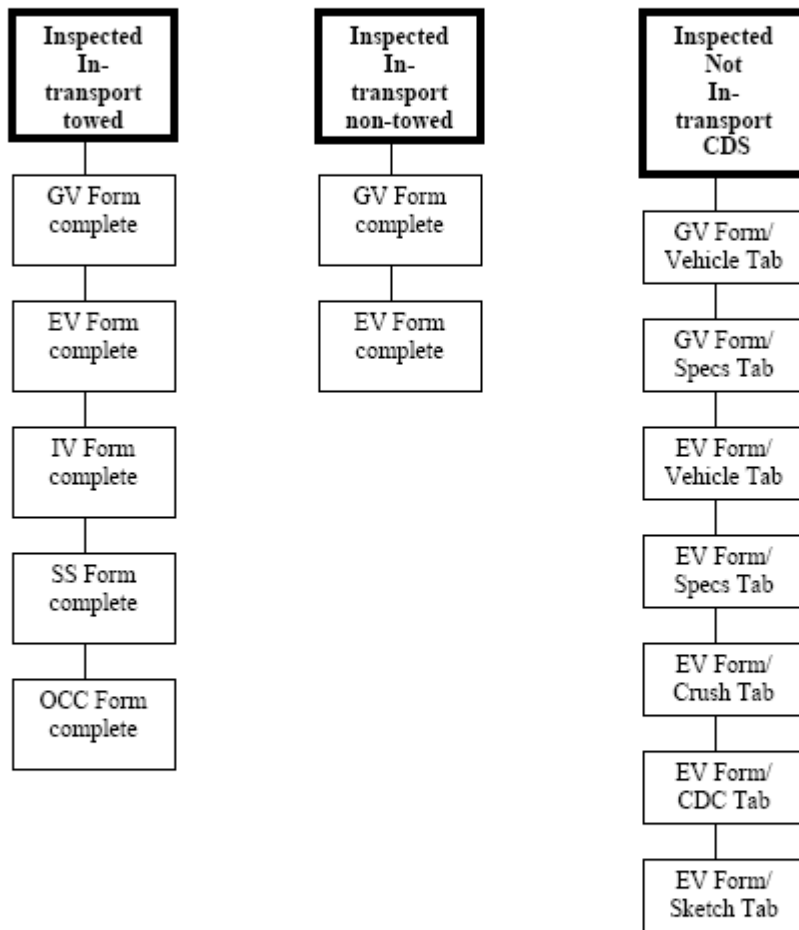 Inspected
In-
transport
towed
GV Form
complete
EV Form
complete
IV Form
complete
SS Form
complete
OCC Form
complete
Inspected
In-
transport
non-towed
GV Form
complete
EV Form
complete
Inspected
Not
In-
transport
CDS
GV Form/
Vehicle Tab
GV Form/
Specs Tab
EV Form/
Vehicle Tab
EV Form/
Specs Tab
EV Form/
Crush Tab
EV Form/
CDC Tab
EV Form/
Sketch Tab